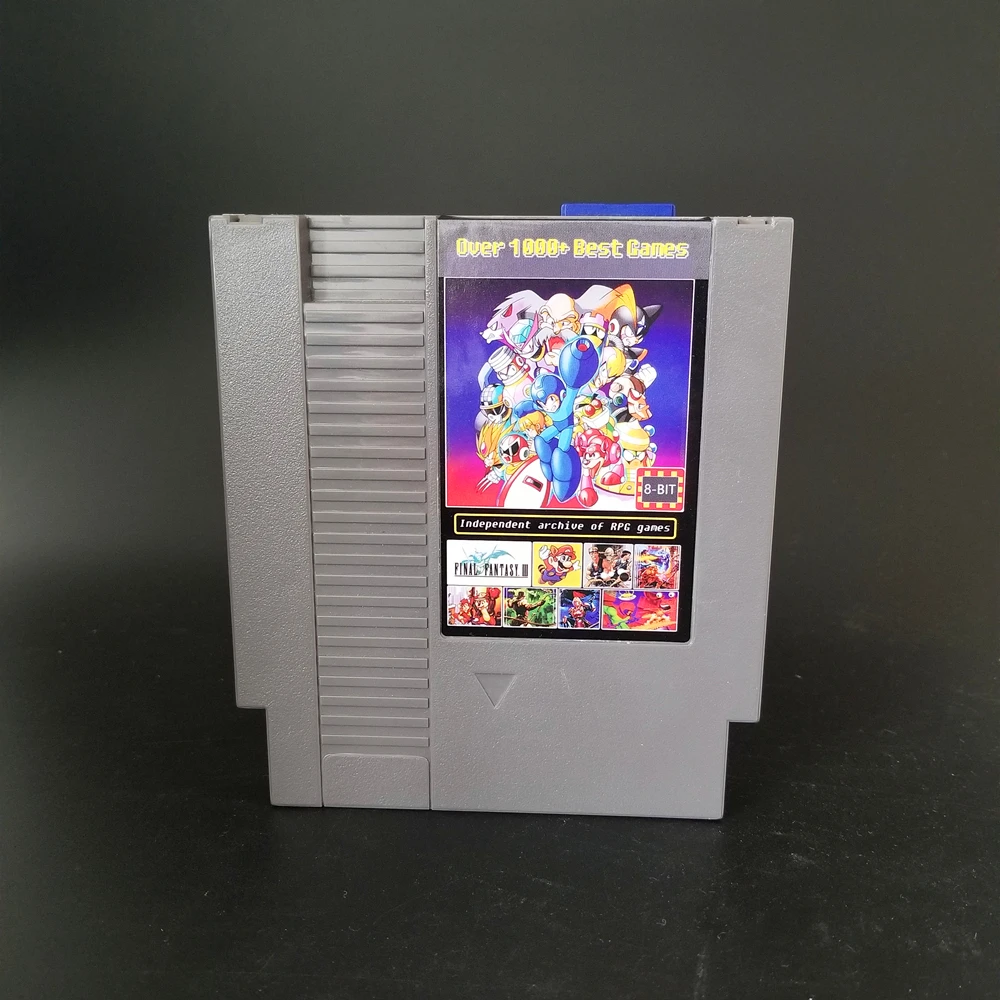 Over 1000+ Best Games
8-BIT
Independent archive of RPG games
FINAL FANTASY III